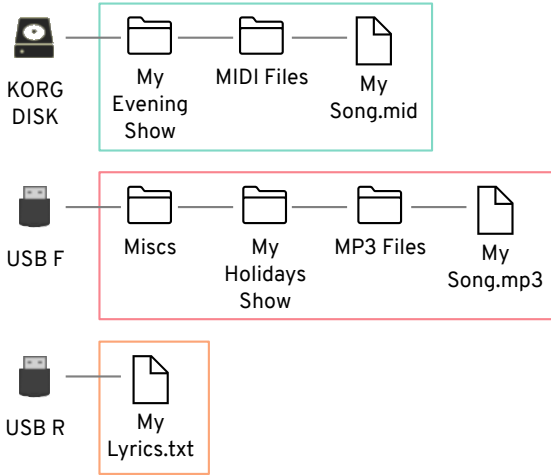 KORG
DISK
My
Evening
Show
MIDI Files
My
Song.mid
USB F
Miscs
My
Holidays
Show
MP3 Files
My
Song.mp3
USB R
My
Lyrics.txt